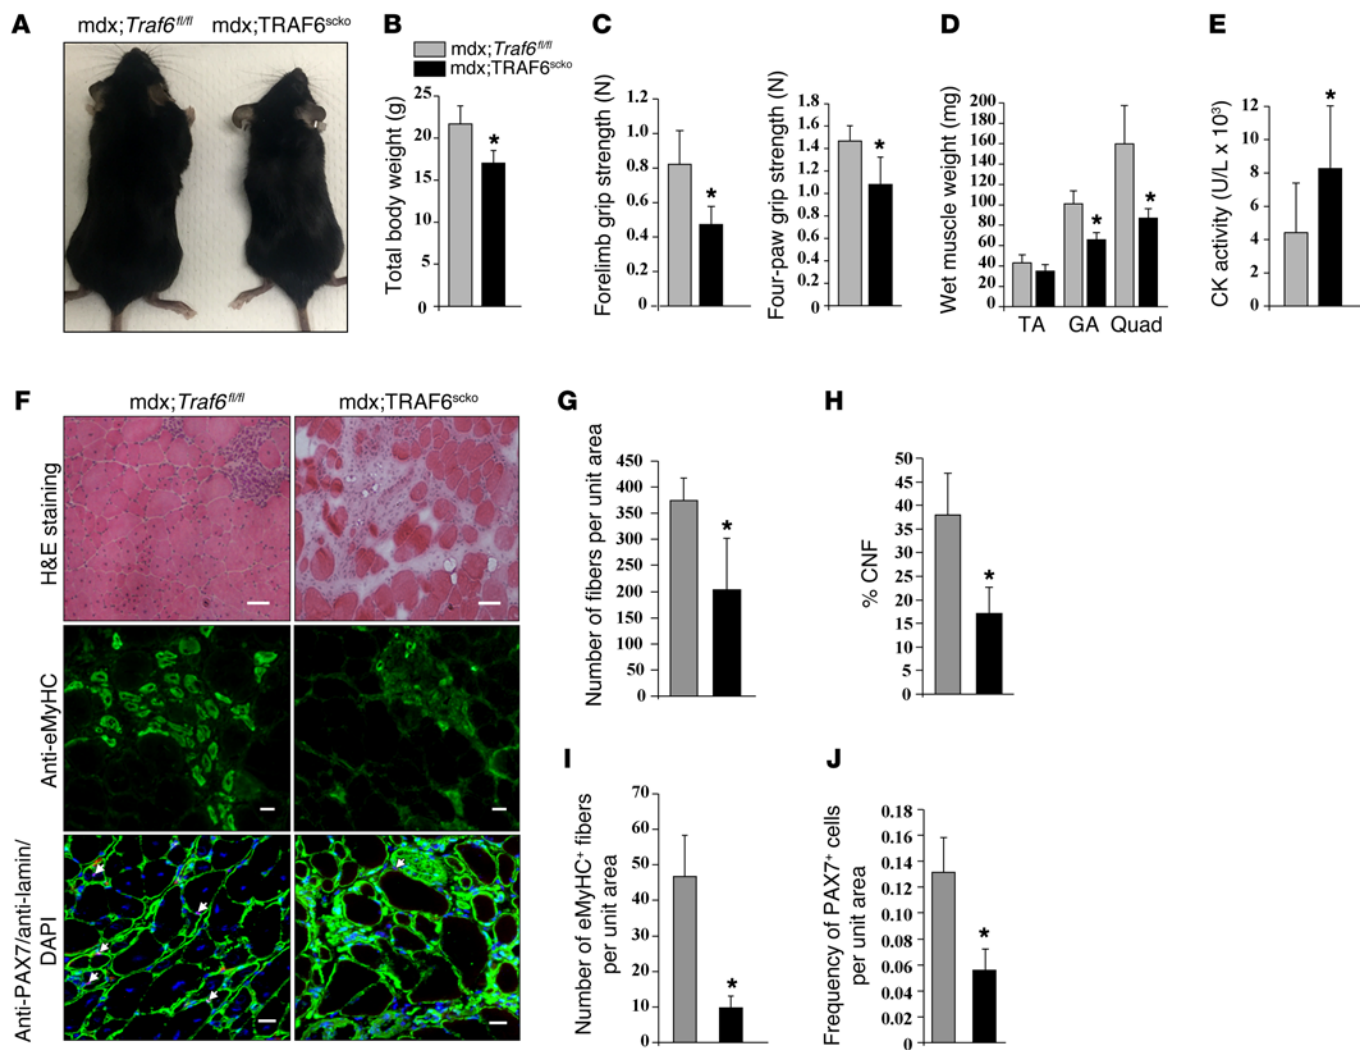 A
mdx;Traf6fl/fl
mdx;TRAF6scko
B
mdx;Traf6fl/fl
mdx;TRAF6scko
Total body weight (g)
25
20
15
10
5
0
*
C
Forelimb grip strength (N)
1.2
1.0
0.8
0.6
0.4
0.2
0
*
Four-paw grip strength (N)
1.8
1.6
1.4
1.2
1.0
0.8
0.6
0.4
0.2
0.0
*
D
Wet muscle weight (mg)
200
180
160
140
120
100
80
60
40
20
0
*
*
TA GA Quad
E
CK activity (U/L x 10³)
12
10
8
6
4
2
0
*
F
mdx;Traf6fl/fl
mdx;TRAF6scko
H&E staining
Anti-eMyHC
Anti-PAX7/anti-lamin/
DAPI
G
Number of fibers per unit area
450
400
350
300
250
200
150
100
50
0
*
H
% CNF
50
45
40
35
30
25
20
15
10
5
0
*
I
Number of eMyHC⁺ fibers
per unit area
70
60
50
40
30
20
10
0
*
J
Frequency of PAX7⁺ cells
per unit area
0.18
0.16
0.14
0.12
0.10
0.08
0.06
0.04
0.02
0
*